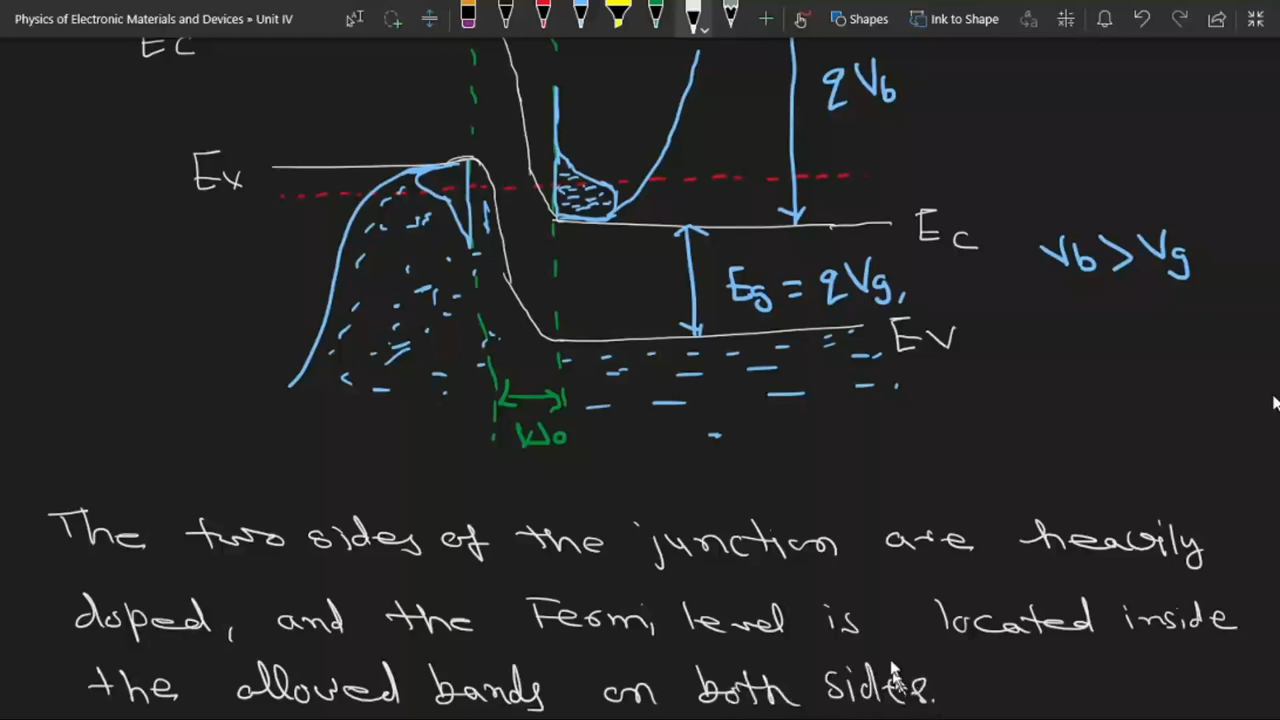 Physics of Electronic Materials and Devices » Unit IV
Shapes
Ink to Shape
EC
qVb
Ev
EC
Vb > Vg
Eg = qVg,
Ev
W0
The two sides of the junction are heavily
doped, and the Fermi level is located inside
the allowed bands on both sides.